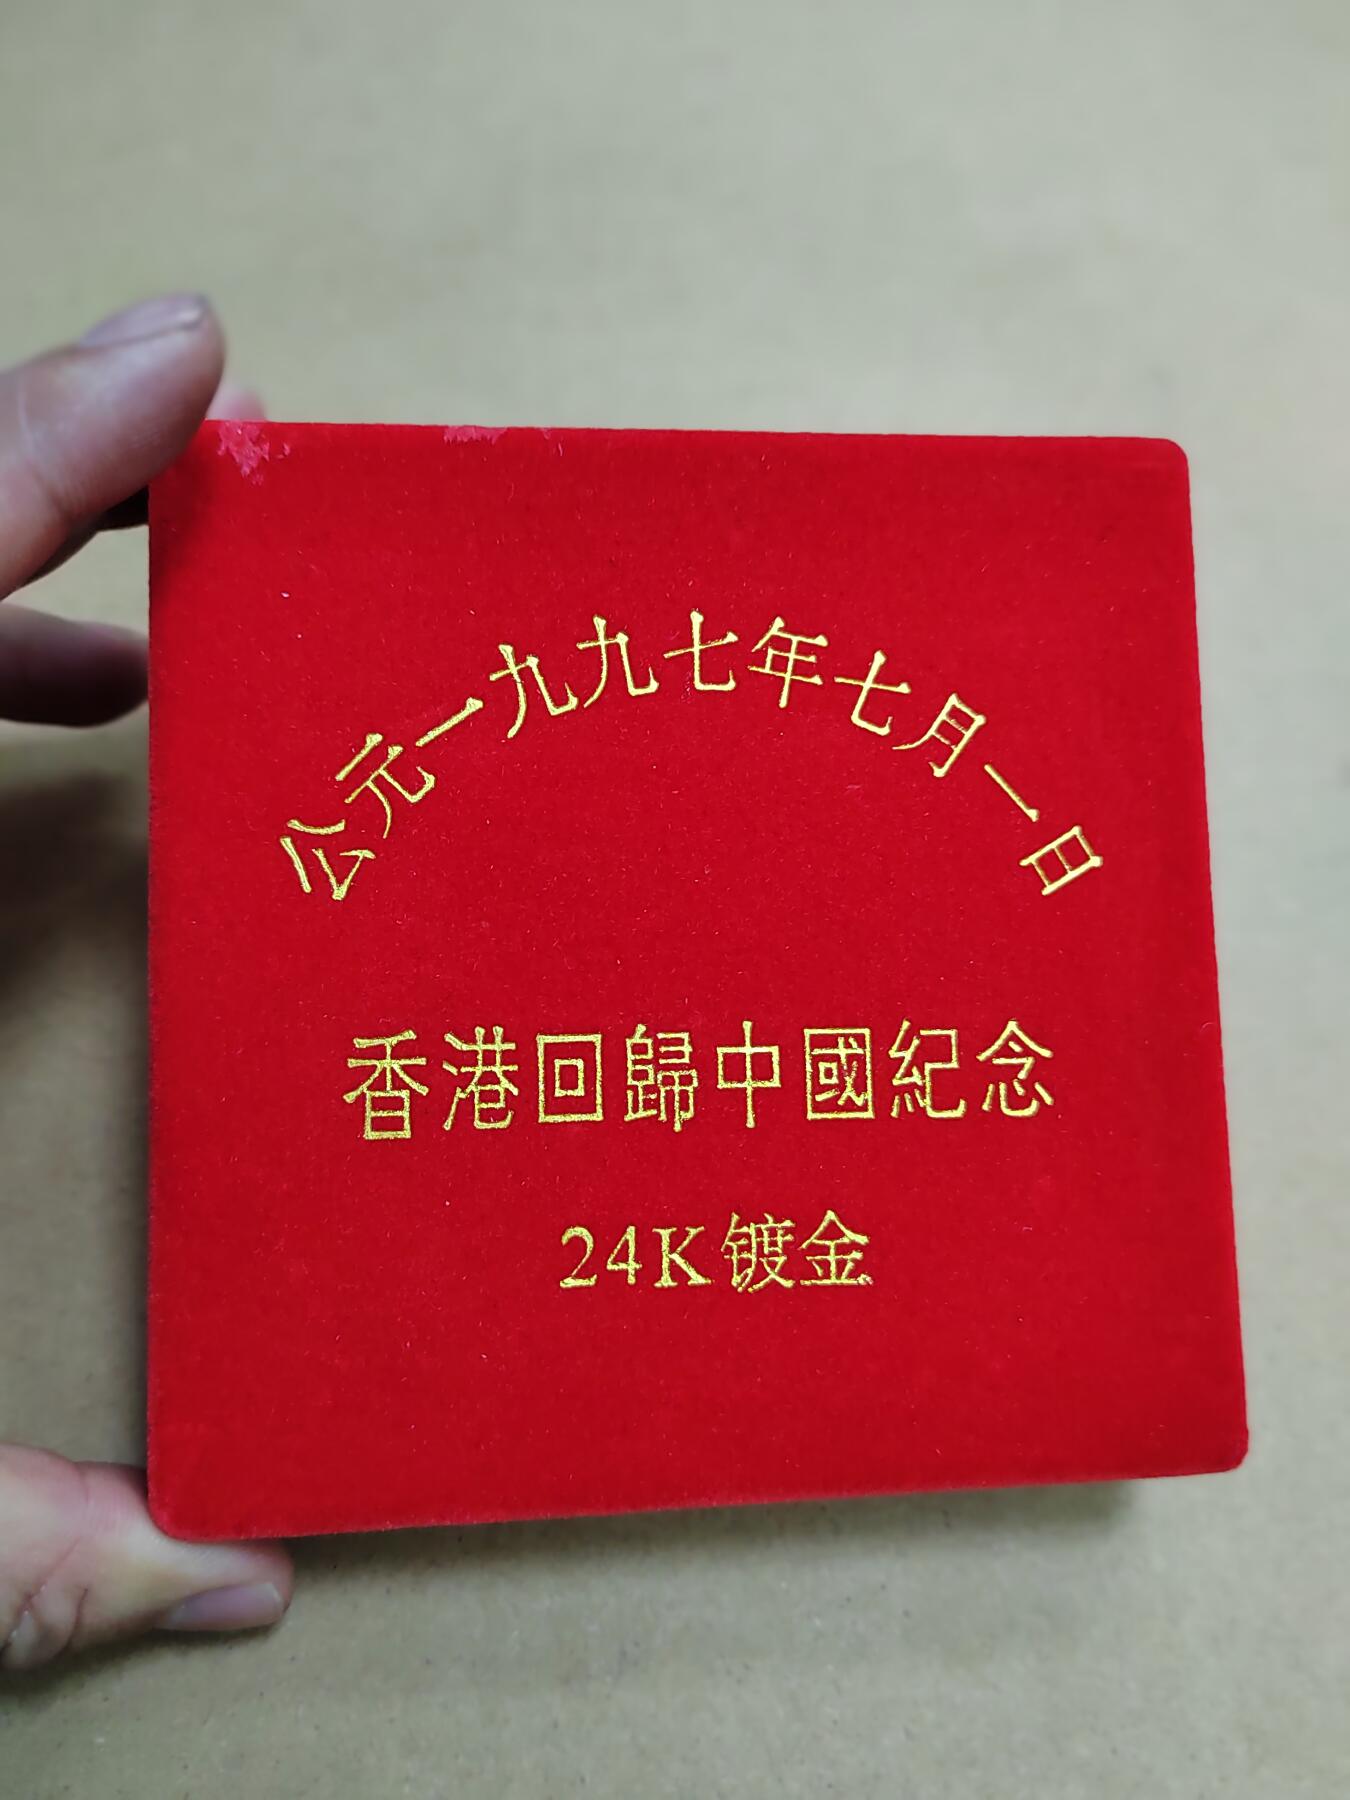 公元一九九七年七月一日
香港回歸中國紀念
24K镀金